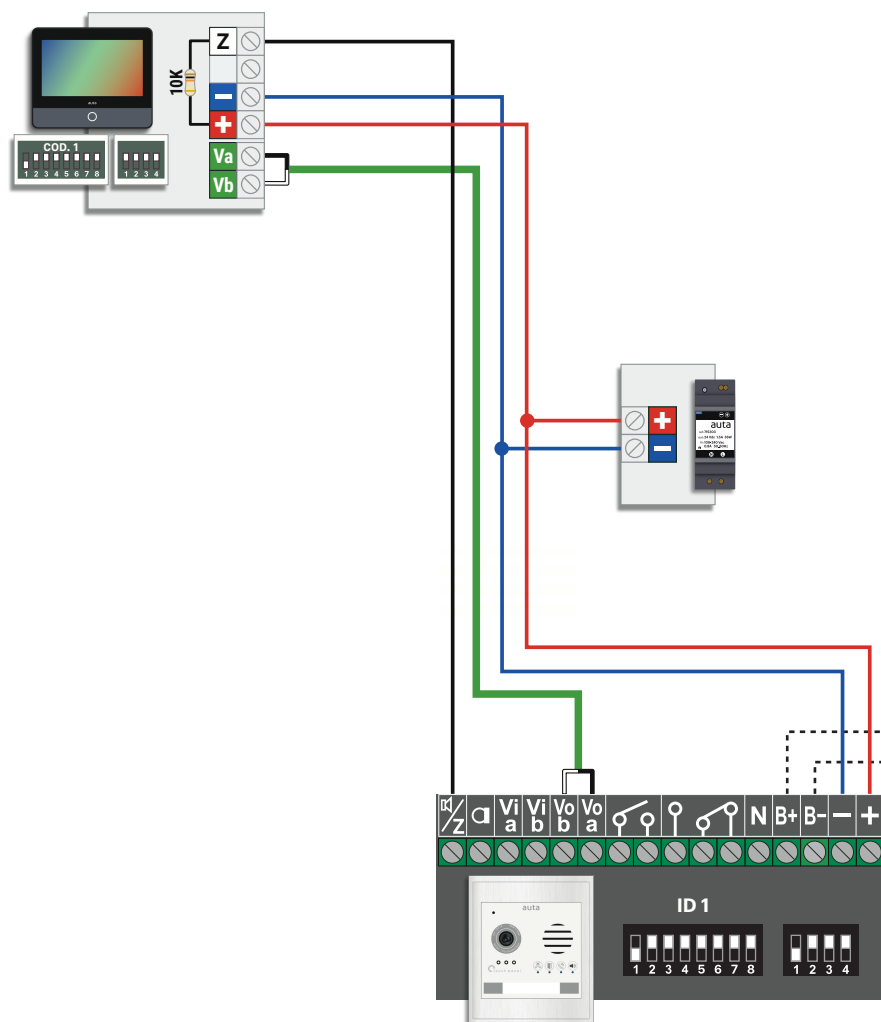 Z
10K
auta
Va
Vb
COD. 1
1 2 3 4 5 6 7 8
1 2 3 4
+
−
auta
+
−
/Z
Vi a
Vi b
Vo b
Vo a
N
B+
B−
−
+
auta
ID 1
1 2 3 4 5 6 7 8
1 2 3 4